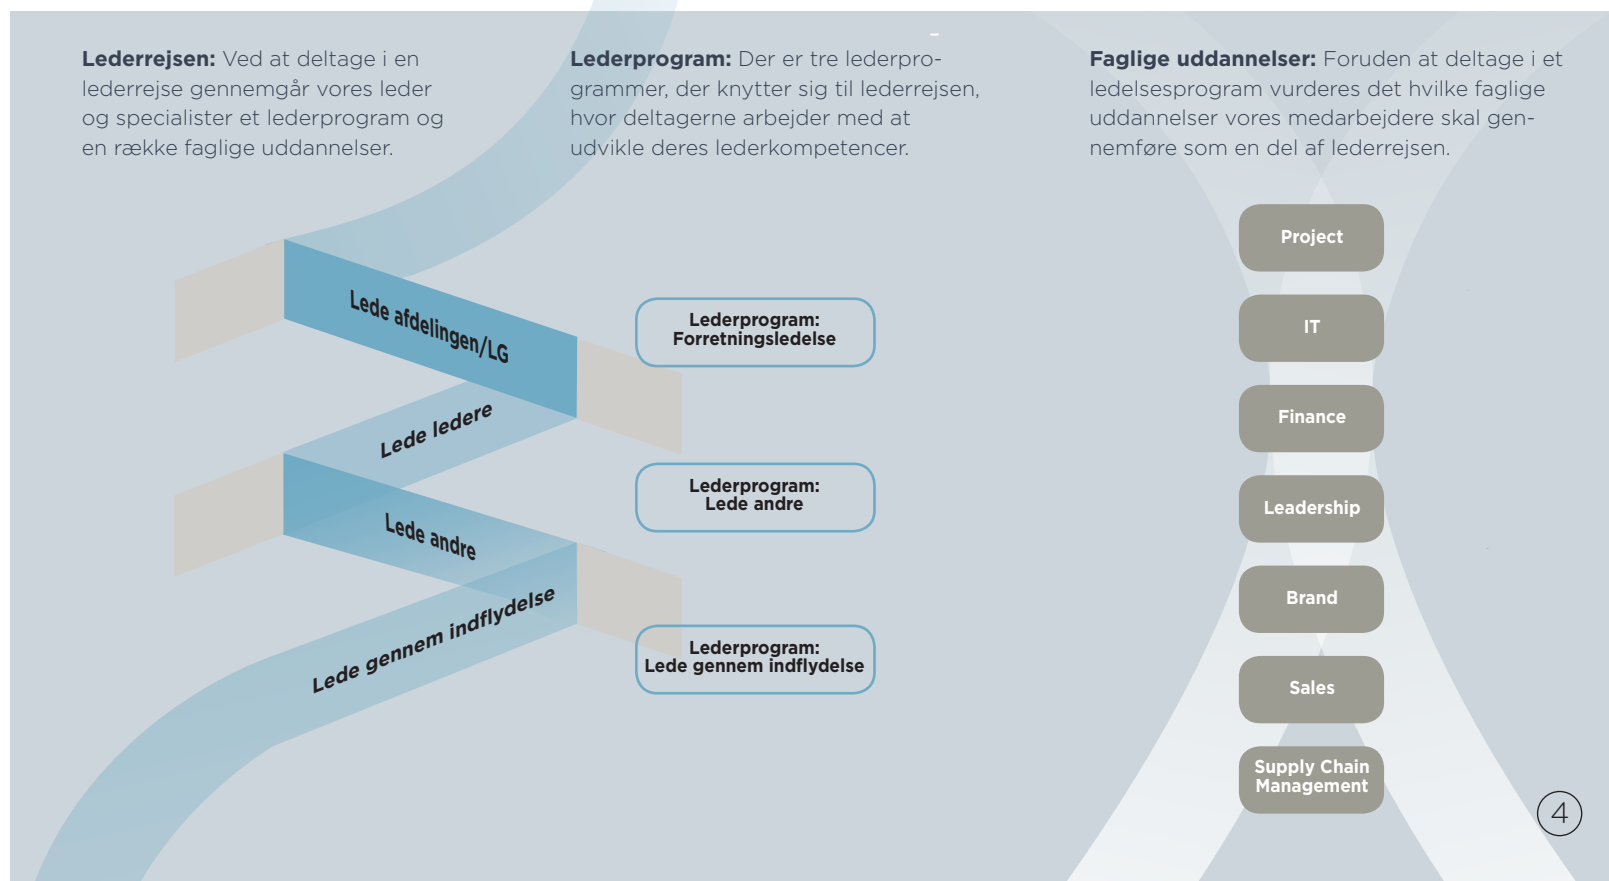 Lederrejsen: Ved at deltage i en
lederrejse gennemgår vores leder
og specialister et lederprogram og
en række faglige uddannelser.
Lederprogram: Der er tre lederpro-
grammer, der knytter sig til lederrejsen,
hvor deltagerne arbejder med at
udvikle deres lederkompetencer.
Faglige uddannelser: Foruden at deltage i et
ledelsesprogram vurderes det hvilke faglige
uddannelser vores medarbejdere skal gen-
nemføre som en del af lederrejsen.
Lede afdelingen/LG
Lede ledere
Lede andre
Lede gennem indflydelse
Lederprogram:
Forretningsledelse
Lederprogram:
Lede andre
Lederprogram:
Lede gennem indflydelse
Project
IT
Finance
Leadership
Brand
Sales
Supply Chain
Management
4